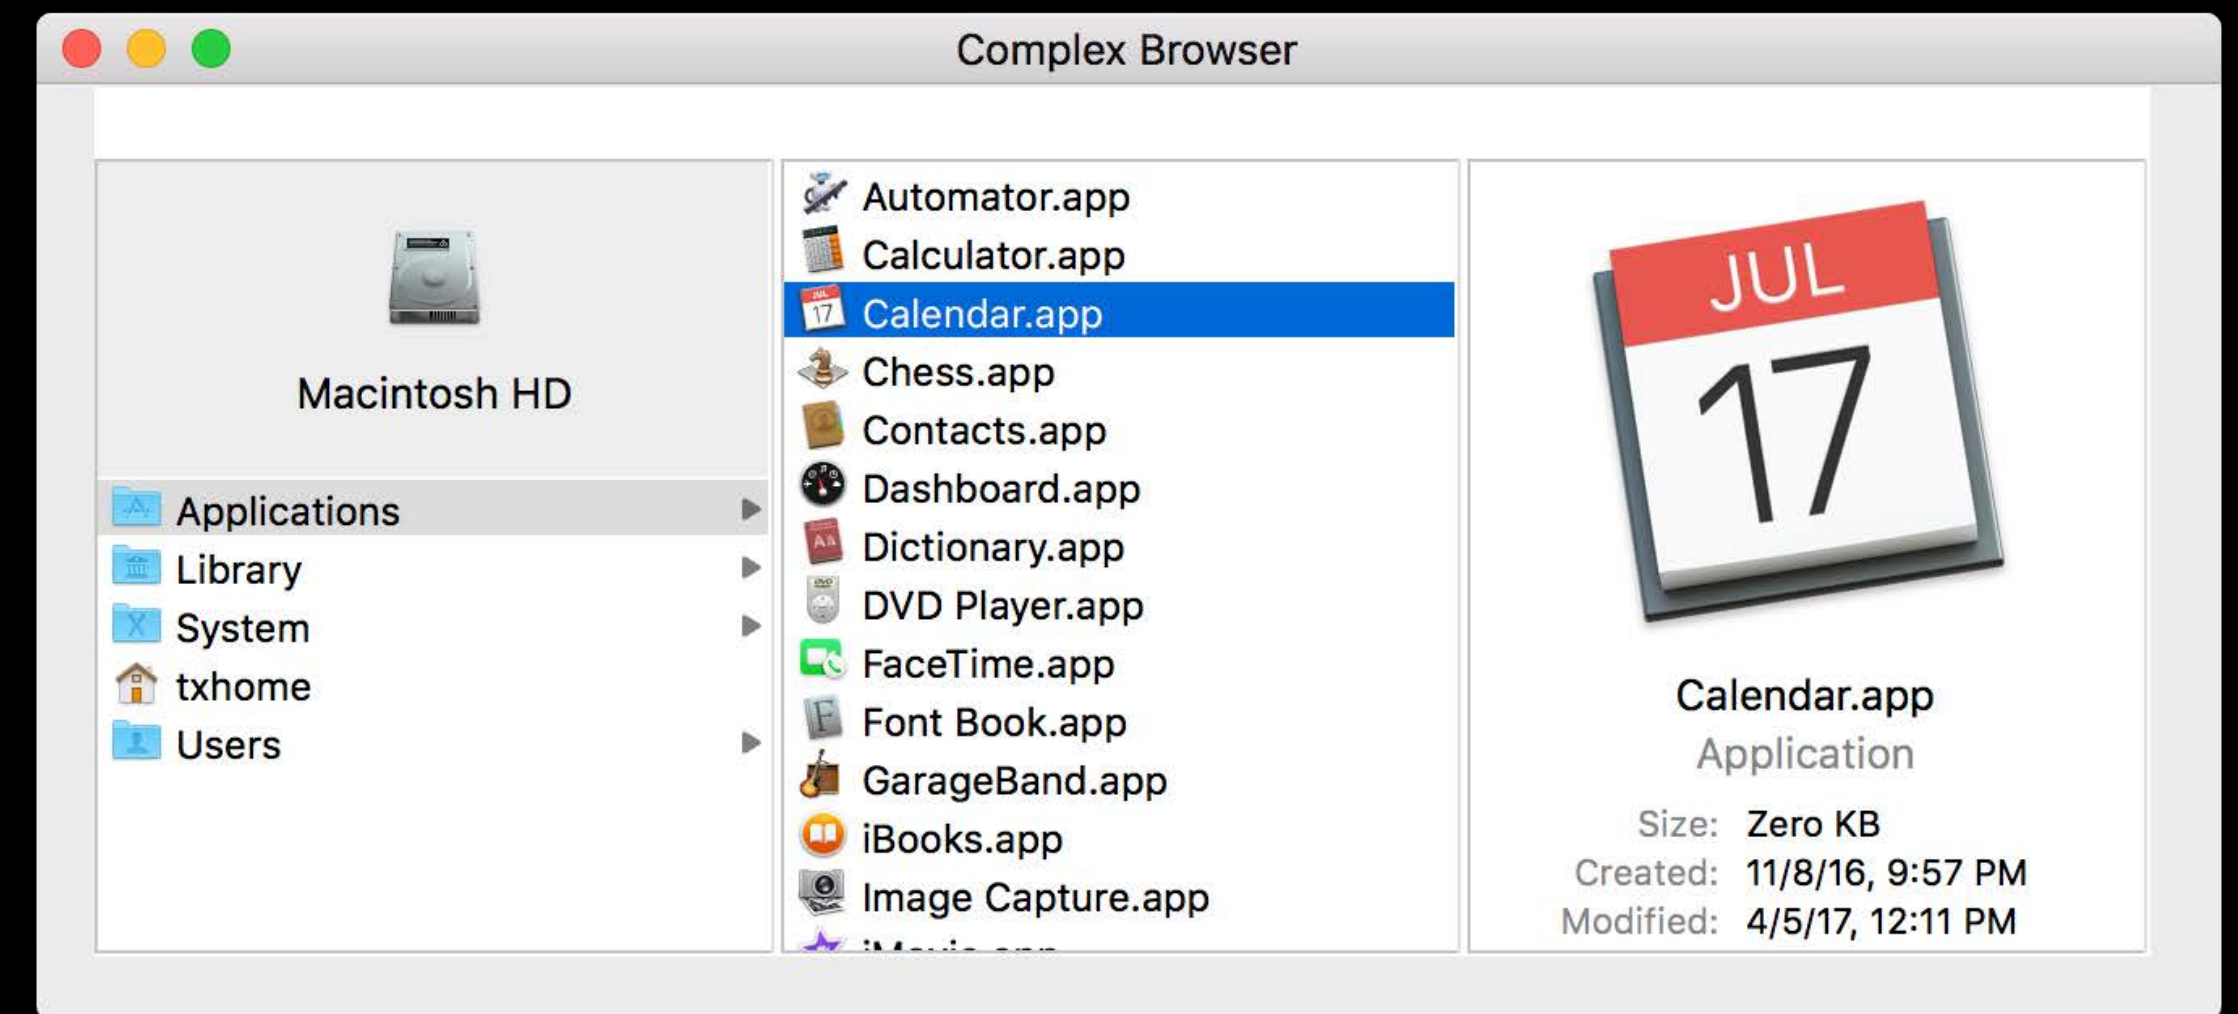 Complex Browser
Macintosh HD
Applications
Library
System
txhome
Users
Automator.app
Calculator.app
Calendar.app
Chess.app
Contacts.app
Dashboard.app
Dictionary.app
DVD Player.app
FaceTime.app
Font Book.app
GarageBand.app
iBooks.app
Image Capture.app
JUL
17
Calendar.app
Application
Size: Zero KB
Created: 11/8/16, 9:57 PM
Modified: 4/5/17, 12:11 PM